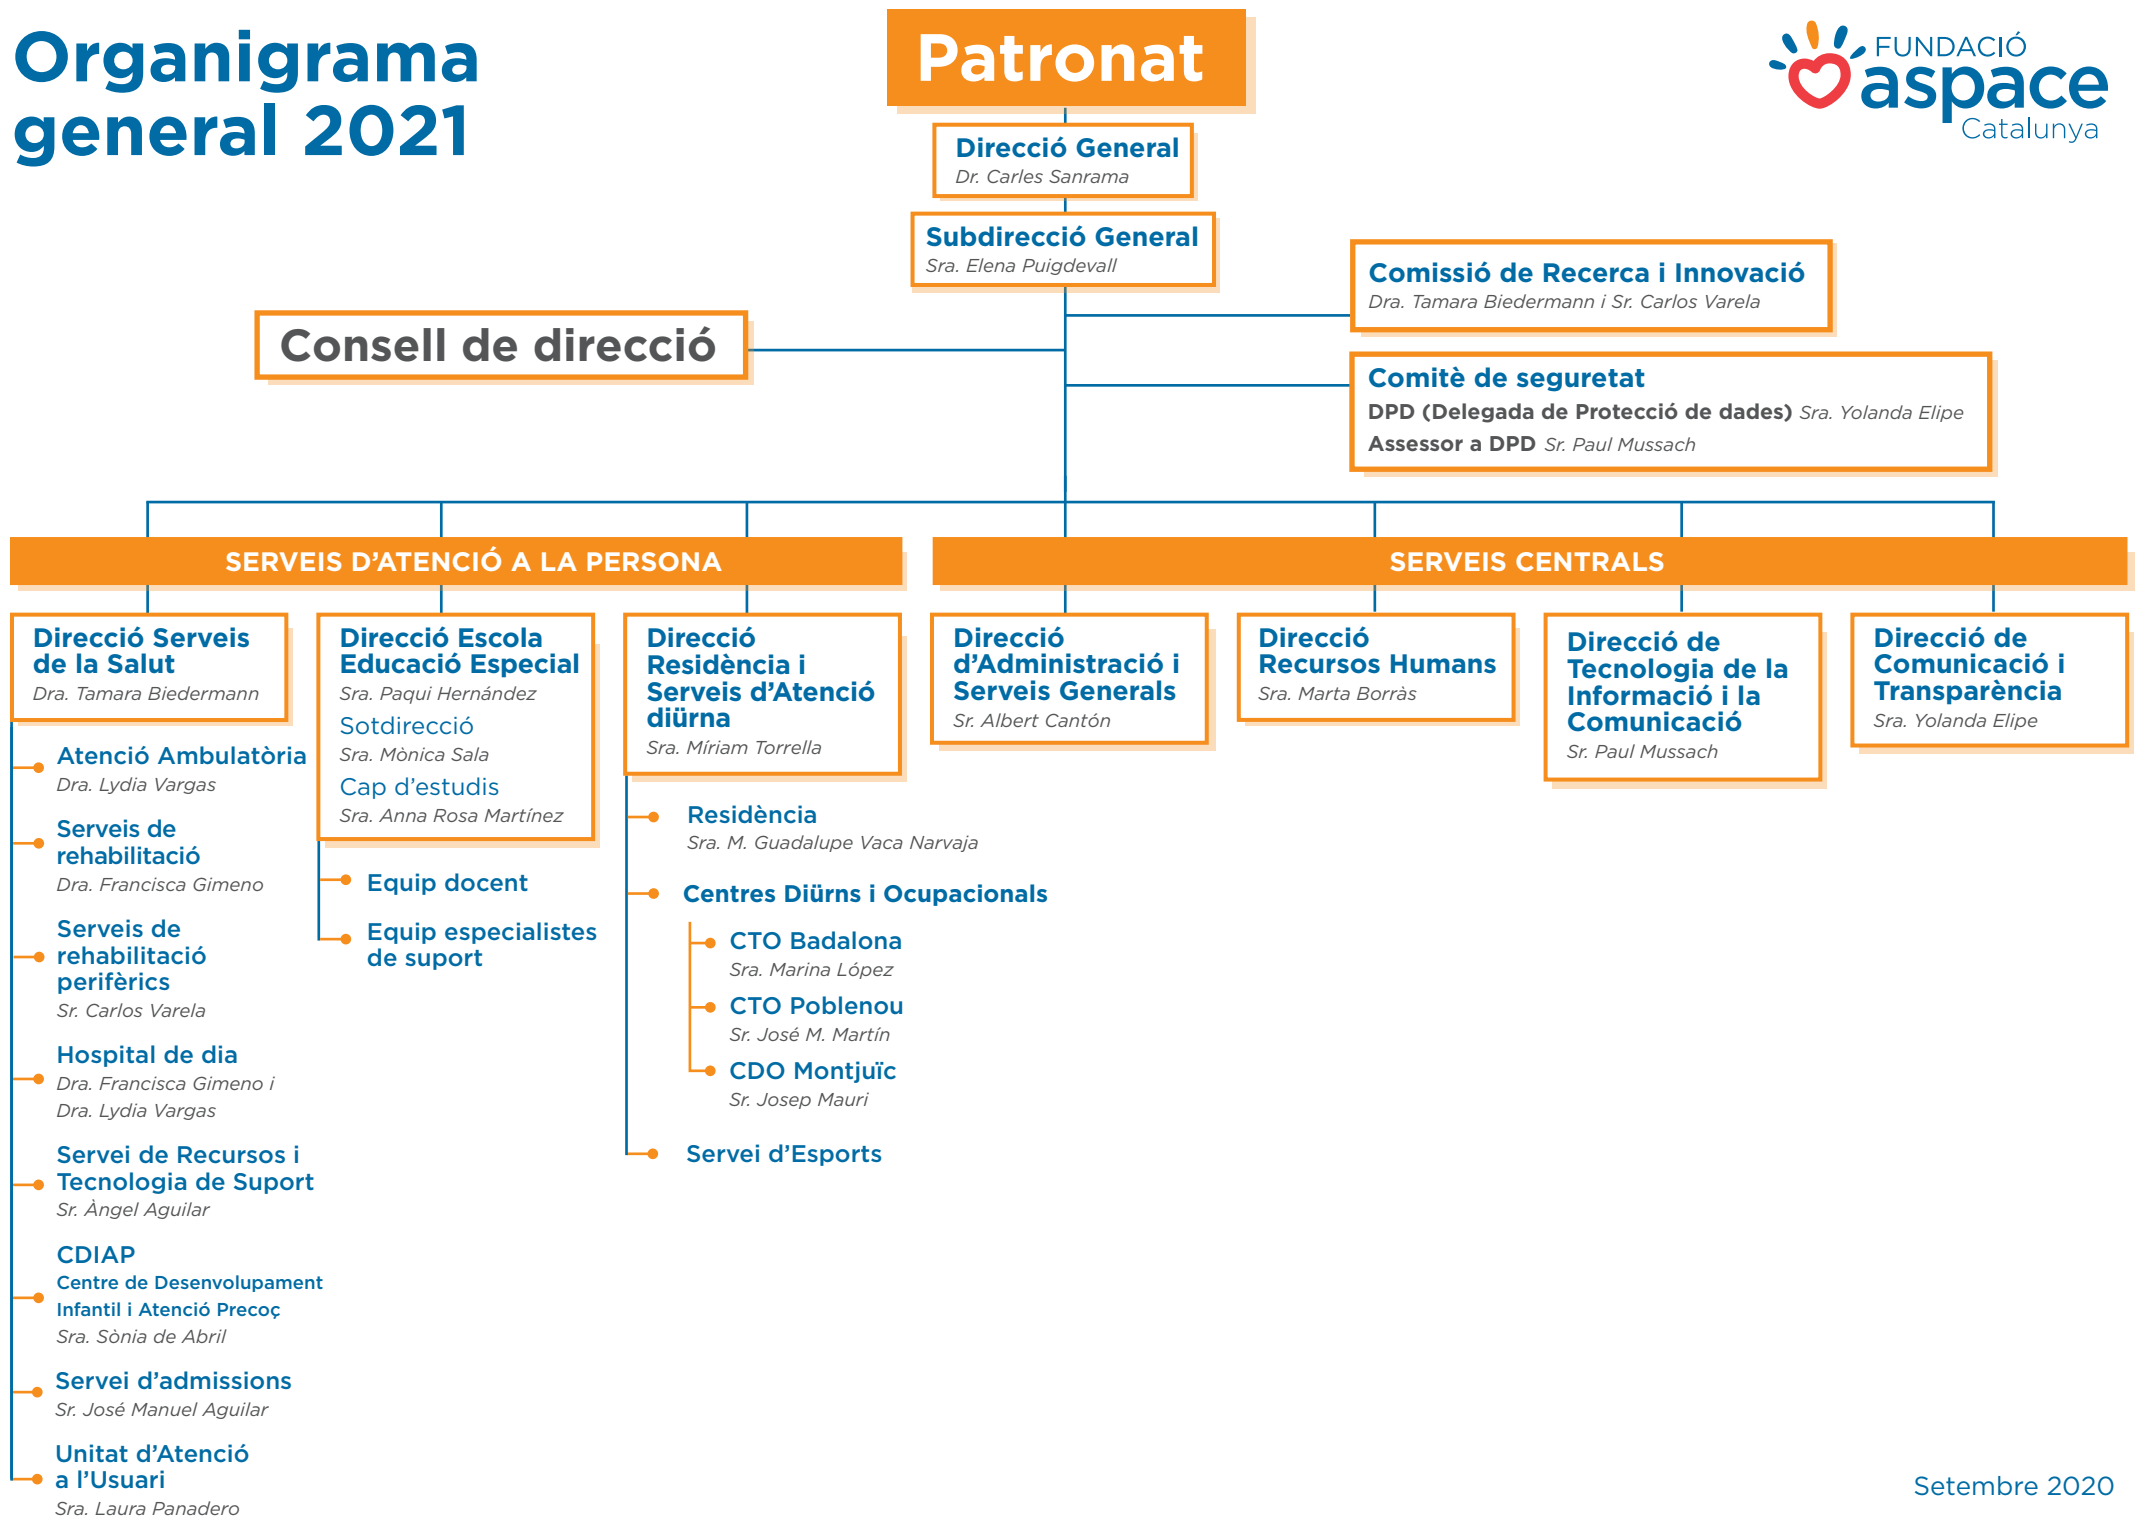 Organigrama
general 2021
Patronat
FUNDACIÓ
aspace
Catalunya
Direcció General
Dr. Carles Sanrama
Subdirecció General
Sra. Elena Puigdevall
Comissió de Recerca i Innovació
Dra. Tamara Biedermann i Sr. Carlos Varela
Consell de direcció
Comitè de seguretat
DPD (Delegada de Protecció de dades) Sra. Yolanda Elipe
Assessor a DPD Sr. Paul Mussach
SERVEIS D'ATENCIÓ A LA PERSONA
SERVEIS CENTRALS
Direcció Serveis
de la Salut
Dra. Tamara Biedermann
Atenció Ambulatòria
Dra. Lydia Vargas
Serveis de
rehabilitació
Dra. Francisca Gimeno
Serveis de
rehabilitació
perifèrics
Sr. Carlos Varela
Hospital de dia
Dra. Francisca Gimeno i
Dra. Lydia Vargas
Servei de Recursos i
Tecnologia de Suport
Sr. Àngel Aguilar
CDIAP
Centre de Desenvolupament
Infantil i Atenció Precoç
Sra. Sònia de Abril
Servei d'admissions
Sr. José Manuel Aguilar
Unitat d'Atenció
a l'Usuari
Sra. Laura Panadero
Direcció Escola
Educació Especial
Sra. Paqui Hernández
Sotdirecció
Sra. Mònica Sala
Cap d'estudis
Sra. Anna Rosa Martínez
Equip docent
Equip especialistes
de suport
Direcció
Residència i
Serveis d'Atenció
diürna
Sra. Míriam Torrella
Residència
Sra. M. Guadalupe Vaca Narvaja
Centres Diürns i Ocupacionals
CTO Badalona
Sra. Marina López
CTO Poblenou
Sr. José M. Martín
CDO Montjuïc
Sr. Josep Mauri
Servei d'Esports
Direcció
d'Administració i
Serveis Generals
Sr. Albert Cantón
Direcció
Recursos Humans
Sra. Marta Borràs
Direcció de
Tecnologia de la
Informació i la
Comunicació
Sr. Paul Mussach
Direcció de
Comunicació i
Transparència
Sra. Yolanda Elipe
Setembre 2020